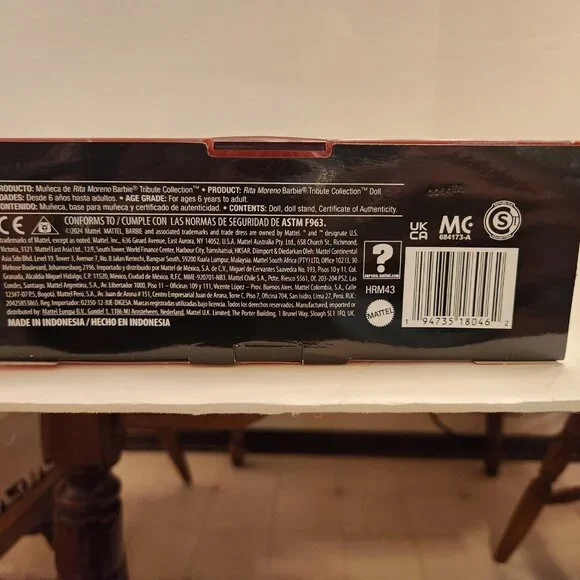 PRODUCTO: Muñeca de Rita Moreno Barbie® Tribute Collection™ • PRODUCT: Rita Moreno Barbie® Tribute Collection™ Doll
EDADES: Desde 6 años hasta adultos. • AGE GRADE: For ages 6 years to adult.
CONTENIDO: Muñeca, base para muñeca y certificado de autenticidad. • CONTENTS: Doll, doll stand, Certificate of Authenticity.
CE CONFORMS TO / CUMPLE CON LAS NORMAS DE SEGURIDAD DE ASTM F963.
©2024 Mattel. MATTEL, BARBIE and associated trademarks and trade dress are owned by Mattel. ® and ™ designate
trademarks of Mattel, except as noted. Mattel, Inc., 636 Girard Avenue, East Aurora, NY 14052, U.S.A. Mattel Australia Pty. Ltd., 658 Church St., Richmond,
Victoria, 3121. Mattel East Asia Ltd., 12/F, South Tower, World Finance Center, Harbour City, Tsimshatsui, HK SAR. Diimport & Diedarkan Oleh: Mattel Continental
Asia Sdn. Bhd. Level 19, Tower 3, Avenue 7, No. 8 Jalan Kerinchi, Bangsar South, 59200 Kuala Lumpur, Malaysia. Mattel South Africa (PTY) LTD, Office 102 I3, 30
Melrose Boulevard, Johannesburg 2196. Importado y distribuido por Mattel de México, S.A. de C.V., Miguel de Cervantes Saavedra No. 193, Pisos 10 y 11, Col.
Granada, Alcaldía Miguel Hidalgo, C.P. 11520, México, Ciudad de México. R.F.C. MME-920701-NB3. Mattel Chile, S.A., Avenida Américo Vespucio
Condes, Santiago. Mattel Argentina, S.A., Av. Libertador 1000, Piso 11 – Oficinas 109 y 111, Vicente López – Prov. Buenos Aires. Mattel Colombia, S.A., Calle
12347-07 P.5, Bogotá. Mattel Perú, S.A., Av. Juan de Arona # 151, Centro Empresarial Juan de Arona, Torre C, Piso 7, Oficina 704, San Isidro, Lima 27, Perú. RUC:
20425853865. Reg. Importador: 02350-12-JUE-DIGESA. Marcas registradas utilizadas bajo licencia. Todos los derechos reservados. Manufactured, imported or
distributed by: Mattel Europa B.V., Gondel 1, 1186 MJ Amstelveen, Nederland. Mattel U.K. Limited, The Porter Building, 1 Brunel Way, Slough SL1 1FQ, UK.
MADE IN INDONESIA / HECHO EN INDONESIA
?
service.mattel.com
HRM43
MATTEL
UK
CA
MC
684173-A
S
1 94735 18046 2